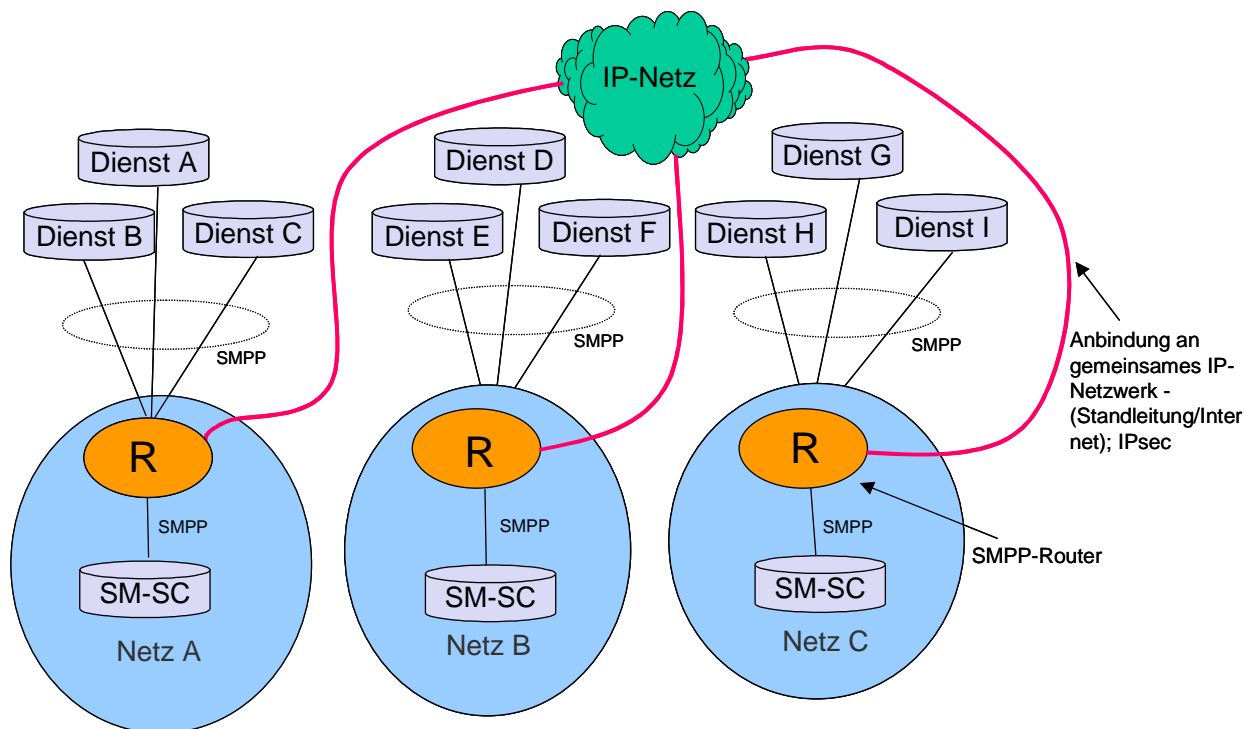 IP-Netz
Dienst A
Dienst B
Dienst C
SMPP
R
SMPP
SM-SC
Netz A
Dienst D
Dienst E
Dienst F
SMPP
R
SMPP
SM-SC
Netz B
Dienst G
Dienst H
Dienst I
SMPP
R
SMPP
SM-SC
Netz C
Anbindung an
gemeinsames IP-
Netzwerk -
(Standleitung/Inter
net); IPsec
SMPP-Router